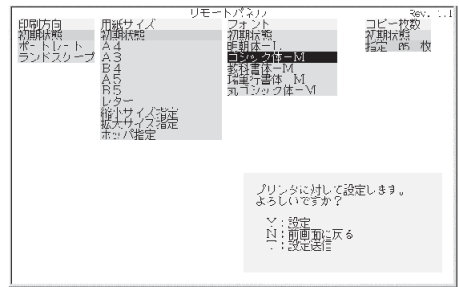 リモートパネル Rev. 1.1
印刷方向 用紙サイズ フォント コピー枚数
初期状態 初期状態 初期状態 初期状態
ポートレート A4 明朝体－L 指定 05 枚
ランドスケープ A3 ゴシック体－M
B4 教科書体－M
A5 楷書体－M
B5 丸ゴシック体－M
レター
縮小サイズ指定
拡大サイズ指定
ホッパ指定
プリンタに対して設定します。
よろしいですか？
Y：設定
N：前画面に戻る
T：設定送信